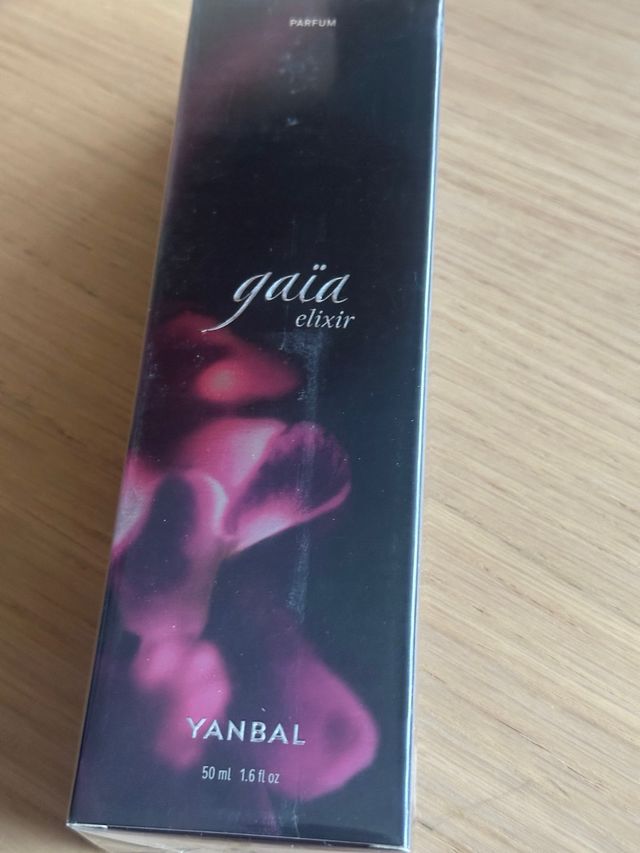 PARFUM
gaïa
elixir
YANBAL
50 ml 1.6 fl oz